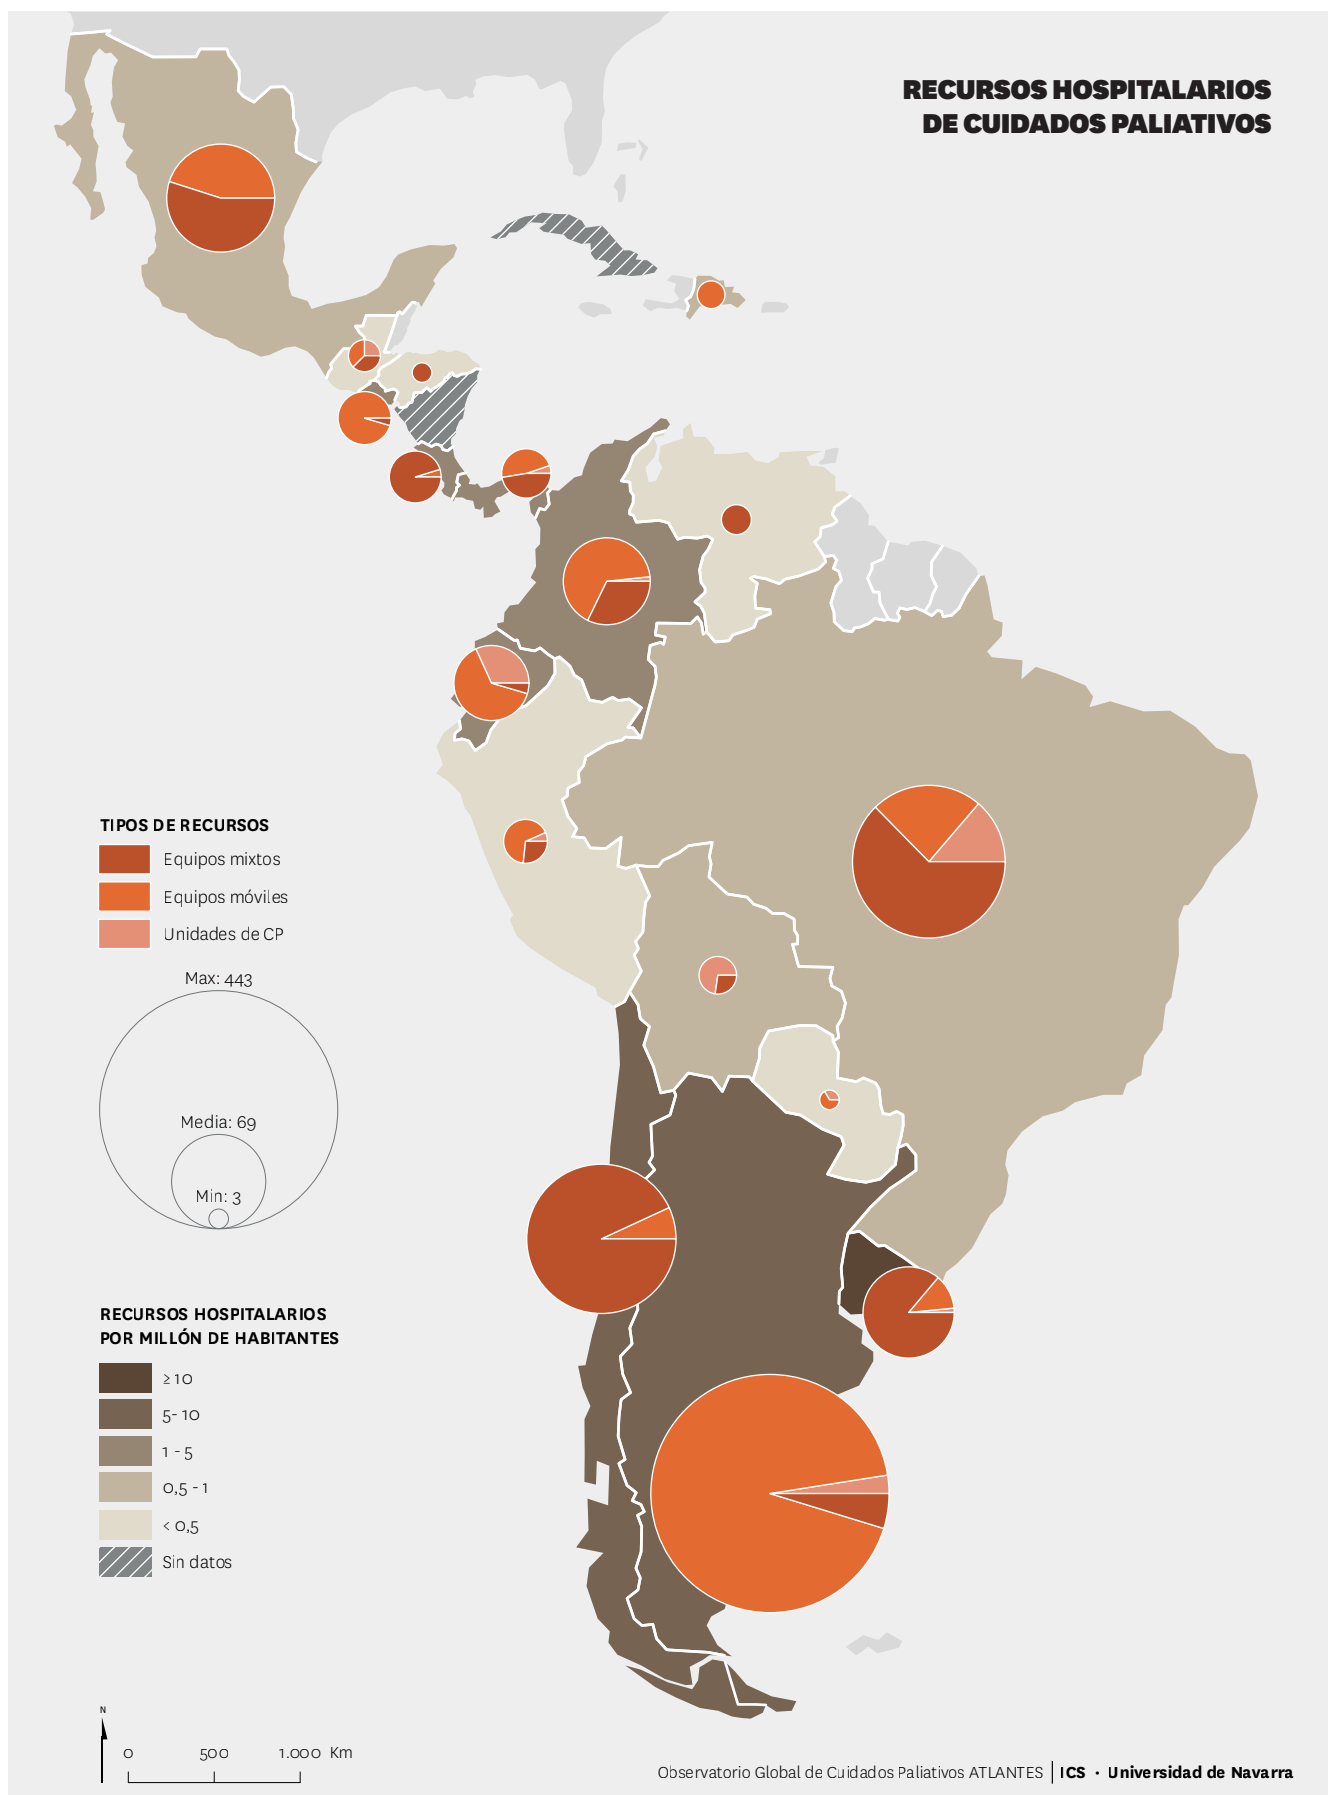 RECURSOS HOSPITALARIOS
DE CUIDADOS PALIATIVOS
TIPOS DE RECURSOS
Equipos mixtos
Equipos móviles
Unidades de CP
Max: 443
Media: 69
Min: 3
RECURSOS HOSPITALARIOS
POR MILLÓN DE HABITANTES
≥ 10
5- 10
1 - 5
0,5 - 1
< 0,5
Sin datos
N
0 500 1.000 Km
Observatorio Global de Cuidados Paliativos ATLANTES | ICS · Universidad de Navarra